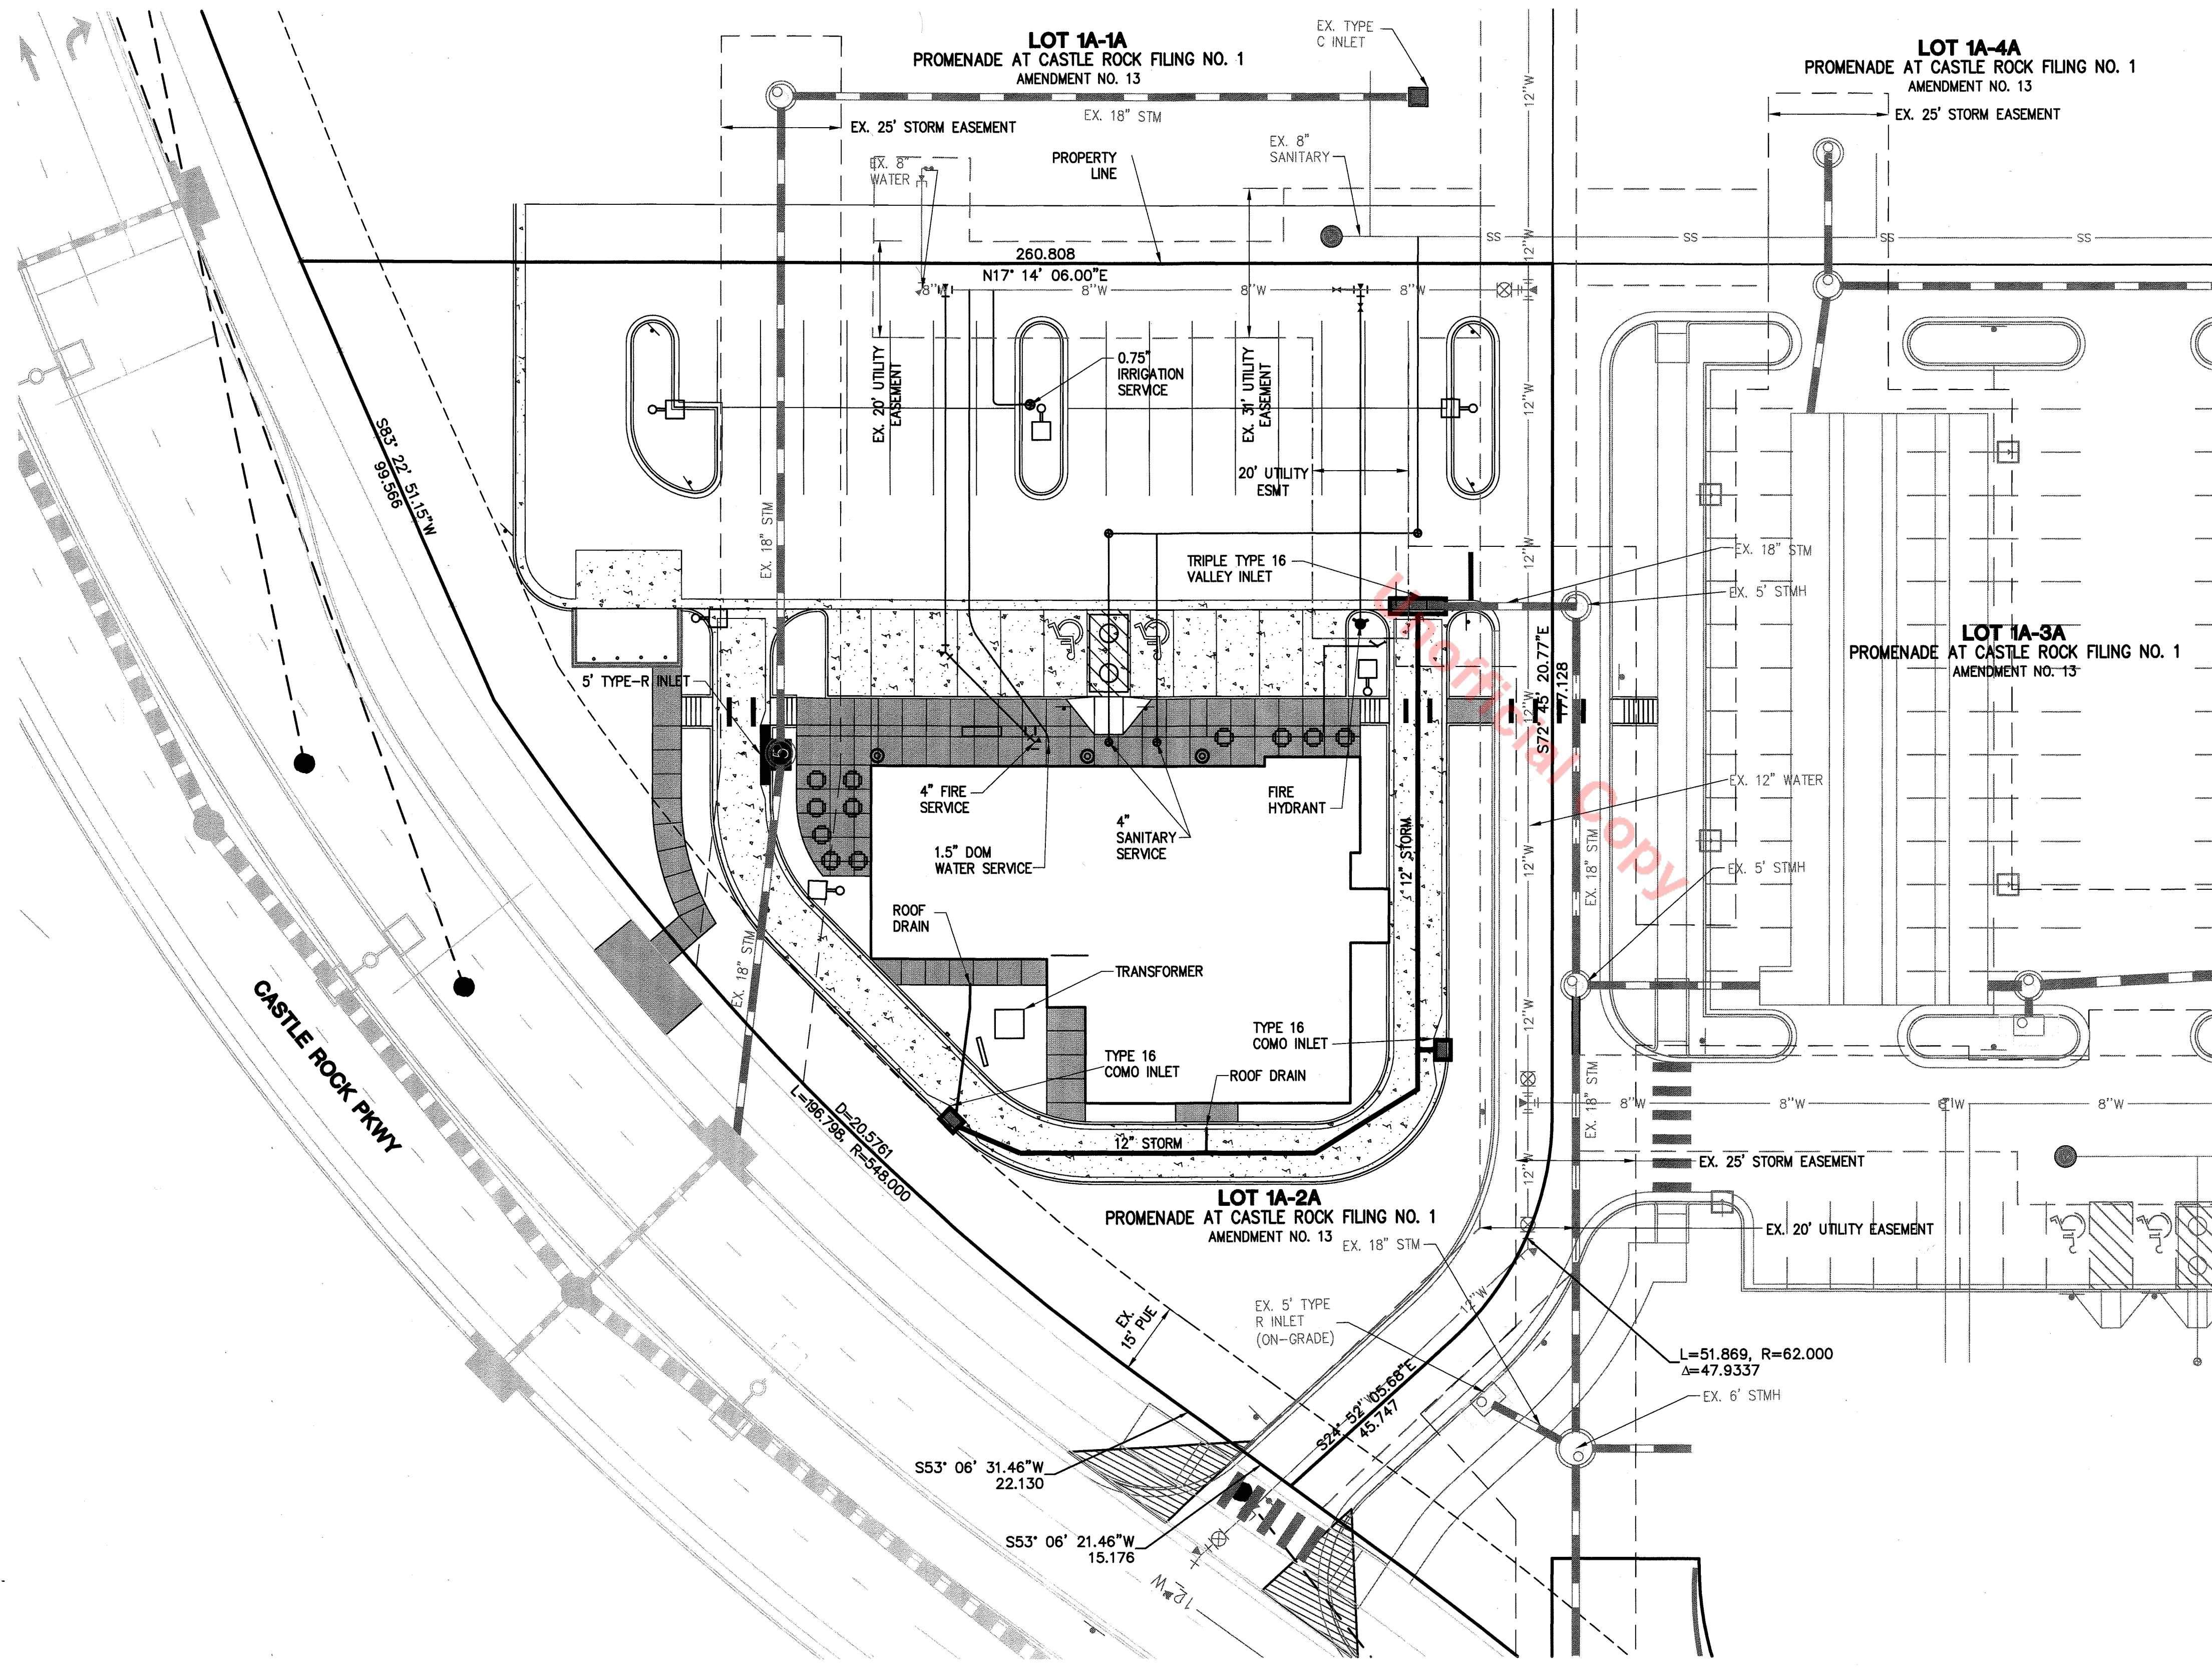 LOT 1A-1A
PROMENADE AT CASTLE ROCK FILING NO. 1
AMENDMENT NO. 13
EX. TYPE
C INLET
LOT 1A-4A
PROMENADE AT CASTLE ROCK FILING NO. 1
AMENDMENT NO. 13
EX. 25' STORM EASEMENT
EX. 18" STM
EX. 25' STORM EASEMENT
EX. 8"
WATER
PROPERTY
LINE
EX. 8"
SANITARY
12"W
SS
SS
SS
SS
12"W
260.808
N17° 14' 06.00"E
8"W
8"W
8"W
8"W
S83° 22' 51.15"W
99.566
EX. 20' UTILITY
EASEMENT
0.75"
IRRIGATION
SERVICE
EX. 31' UTILITY
EASEMENT
12"W
20' UTILITY
ESMT
EX. 18" STM
TRIPLE TYPE 16
VALLEY INLET
12"W
EX. 18" STM
EX. 5' STMH
LOT 1A-3A
PROMENADE AT CASTLE ROCK FILING NO. 1
AMENDMENT NO. 13
5' TYPE-R INLET
S72° 45' 20.77"E
177.128
12"W
4" FIRE
SERVICE
FIRE
HYDRANT
EX. 12" WATER
4"
SANITARY
SERVICE
1.5" DOM
WATER SERVICE
12" STORM
12"W
EX. 18" STM
EX. 5' STMH
Unofficial Copy
ROOF
DRAIN
EX. 18" STM
TRANSFORMER
CASTLE ROCK PKWY
TYPE 16
COMO INLET
12"W
TYPE 16
COMO INLET
ROOF DRAIN
EX. 18" STM
8"W
8"W
8"W
8"W
D=20.5761
L=196.798, R=548.000
12" STORM
12"W
EX. 25' STORM EASEMENT
LOT 1A-2A
PROMENADE AT CASTLE ROCK FILING NO. 1
AMENDMENT NO. 13
EX. 18" STM
EX. 20' UTILITY EASEMENT
12"W
EX.
15' PUE
EX. 5' TYPE
R INLET
(ON-GRADE)
L=51.869, R=62.000
Δ=47.9337
S24° 52' 05.68"E
45.747
EX. 6' STMH
S53° 06' 31.46"W
22.130
S53° 06' 21.46"W
15.176
12"W